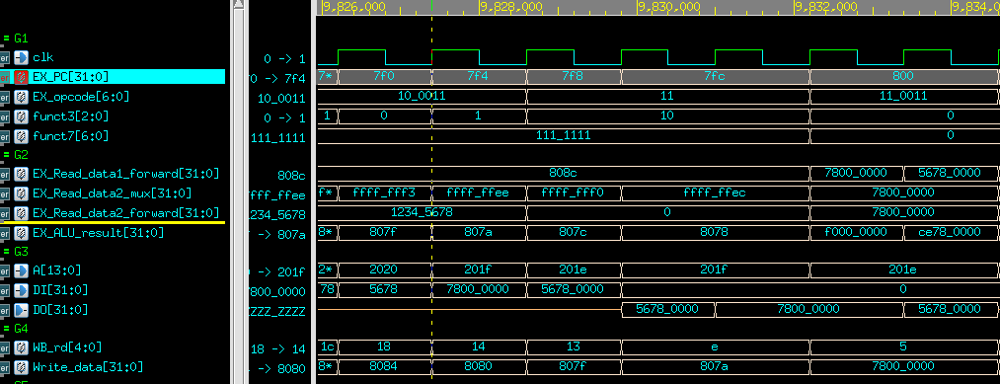 9,826,000 9,828,000 9,830,000 9,832,000 9,834,
= G1
clk 0 -> 1
EX_PC[31:0] f0 -> 7f4 7* 7f0 7f4 7f8 7fc 800
EX_opcode[6:0] 10_0011 10_0011 11 11_0011
funct3[2:0] 0 -> 1 1 0 1 10 0
funct7[6:0] 111_1111 111_1111 0
= G2
EX_Read_data1_forward[31:0] 808c 808c 7800_0000 5678_0000
EX_Read_data2_mux[31:0] ffff_ffee f* ffff_fff3 ffff_ffee ffff_fff0 ffff_ffec 7800_0000
EX_Read_data2_forward[31:0] 1234_5678 1234_5678 0 7800_0000
EX_ALU_result[31:0] -> 807a 8* 807f 807a 807c 8078 f000_0000 ce78_0000
= G3
A[13:0] 0 -> 201f 2* 2020 201f 201e 201f 201e
DI[31:0] 7800_0000 78 5678 7800_0000 5678_0000 0
DO[31:0] ZZZZ_ZZZZ 5678_0000 7800_0000 5678_0000
= G4
WB_rd[4:0] 18 -> 14 1c 18 14 13 e 5
Write_data[31:0] -> 8080 8* 8084 8080 807f 807a 7800_0000